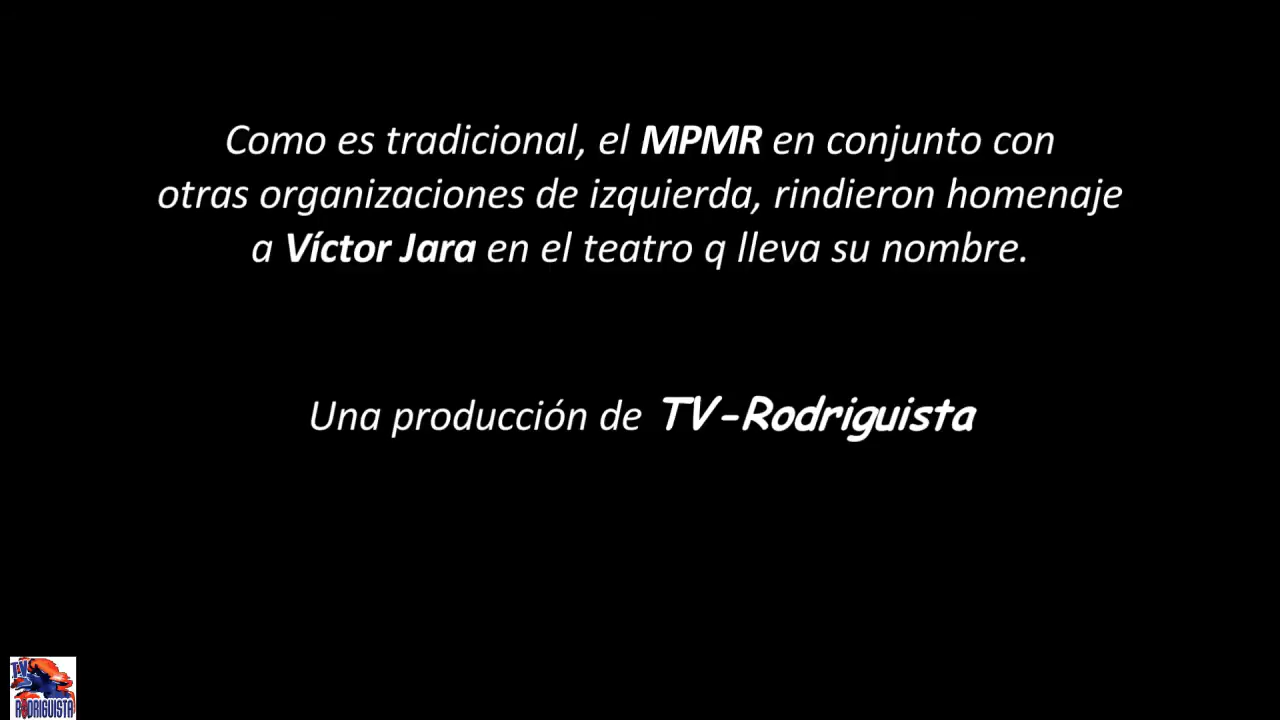 Como es tradicional, el MPMR en conjunto con
otras organizaciones de izquierda, rindieron homenaje
a Víctor Jara en el teatro q lleva su nombre.
Una producción de TV-Rodriguista
TV
RODRIGUISTA